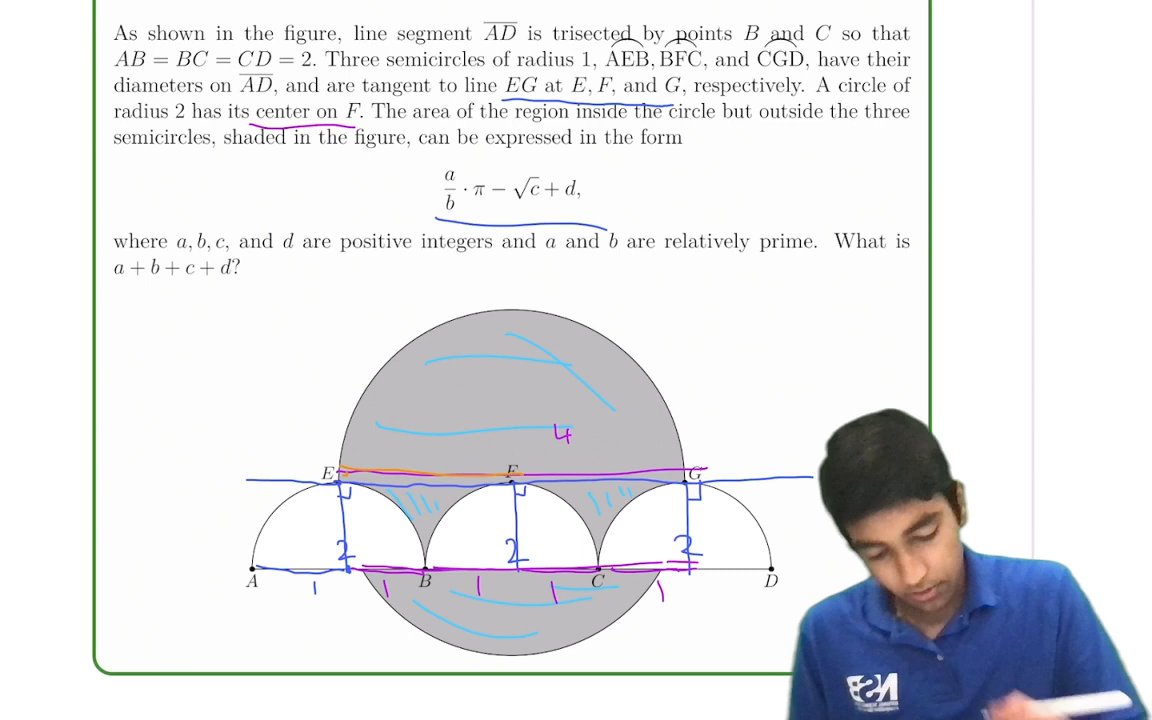 As shown in the figure, line segment AD is trisected by points B and C so that
AB = BC = CD = 2. Three semicircles of radius 1, AEB, BFC, and CGD, have their
diameters on AD, and are tangent to line EG at E, F, and G, respectively. A circle of
radius 2 has its center on F. The area of the region inside the circle but outside the three
semicircles, shaded in the figure, can be expressed in the form
a/b · π − √c + d,
where a, b, c, and d are positive integers and a and b are relatively prime. What is
a + b + c + d?
4
E F G
2 2 2
A B C D
1 1 1 1 1